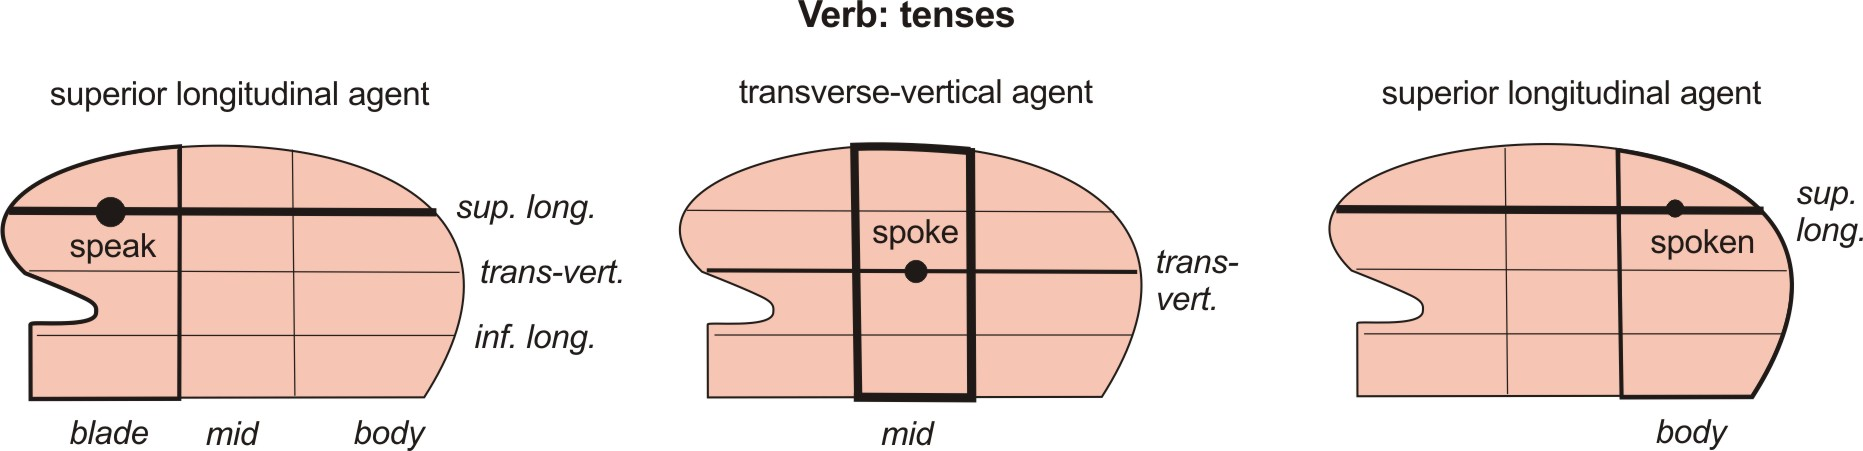 Verb: tenses
superior longitudinal agent
speak
sup. long.
trans-vert.
inf. long.
blade mid body
transverse-vertical agent
spoke
trans-
vert.
mid
superior longitudinal agent
spoken
sup.
long.
body